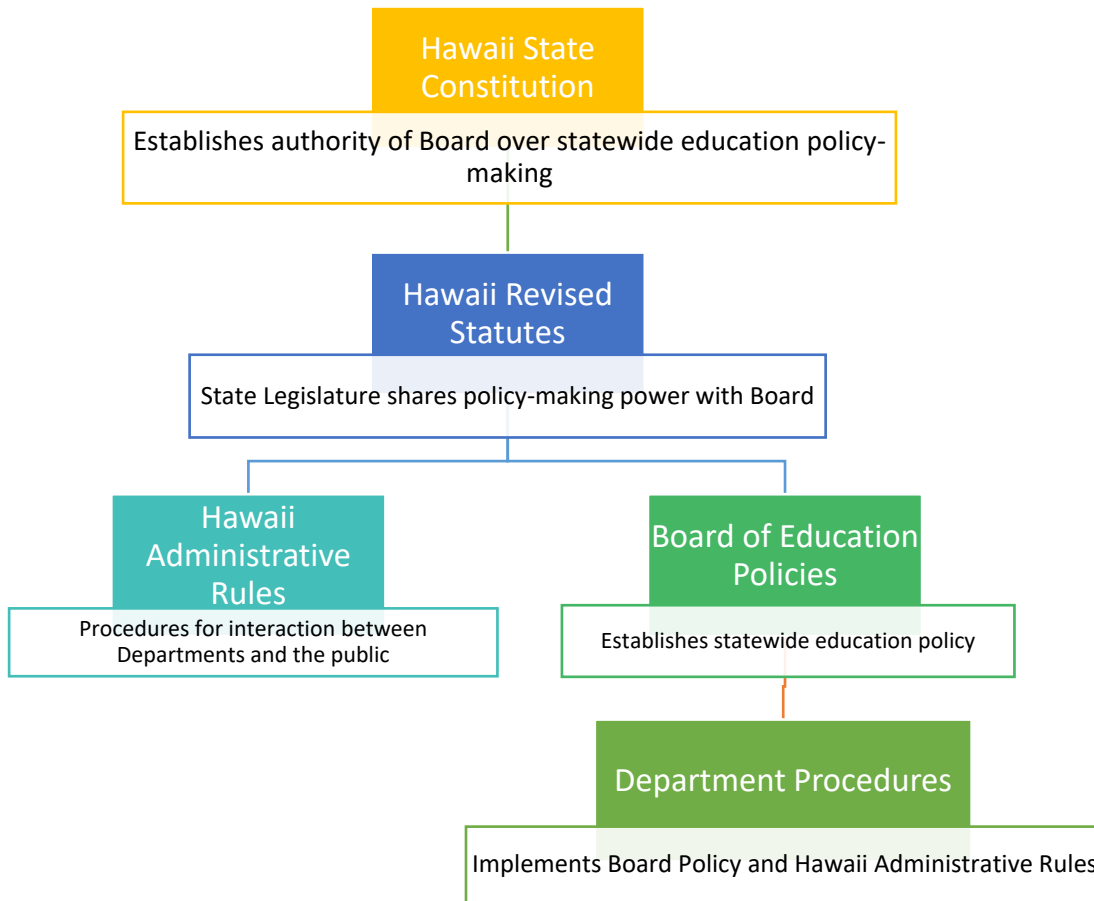 Hawaii State
Constitution
Establishes authority of Board over statewide education policy-
making
Hawaii Revised
Statutes
State Legislature shares policy-making power with Board
Hawaii
Administrative
Rules
Procedures for interaction between
Departments and the public
Board of Education
Policies
Establishes statewide education policy
Department Procedures
Implements Board Policy and Hawaii Administrative Rules